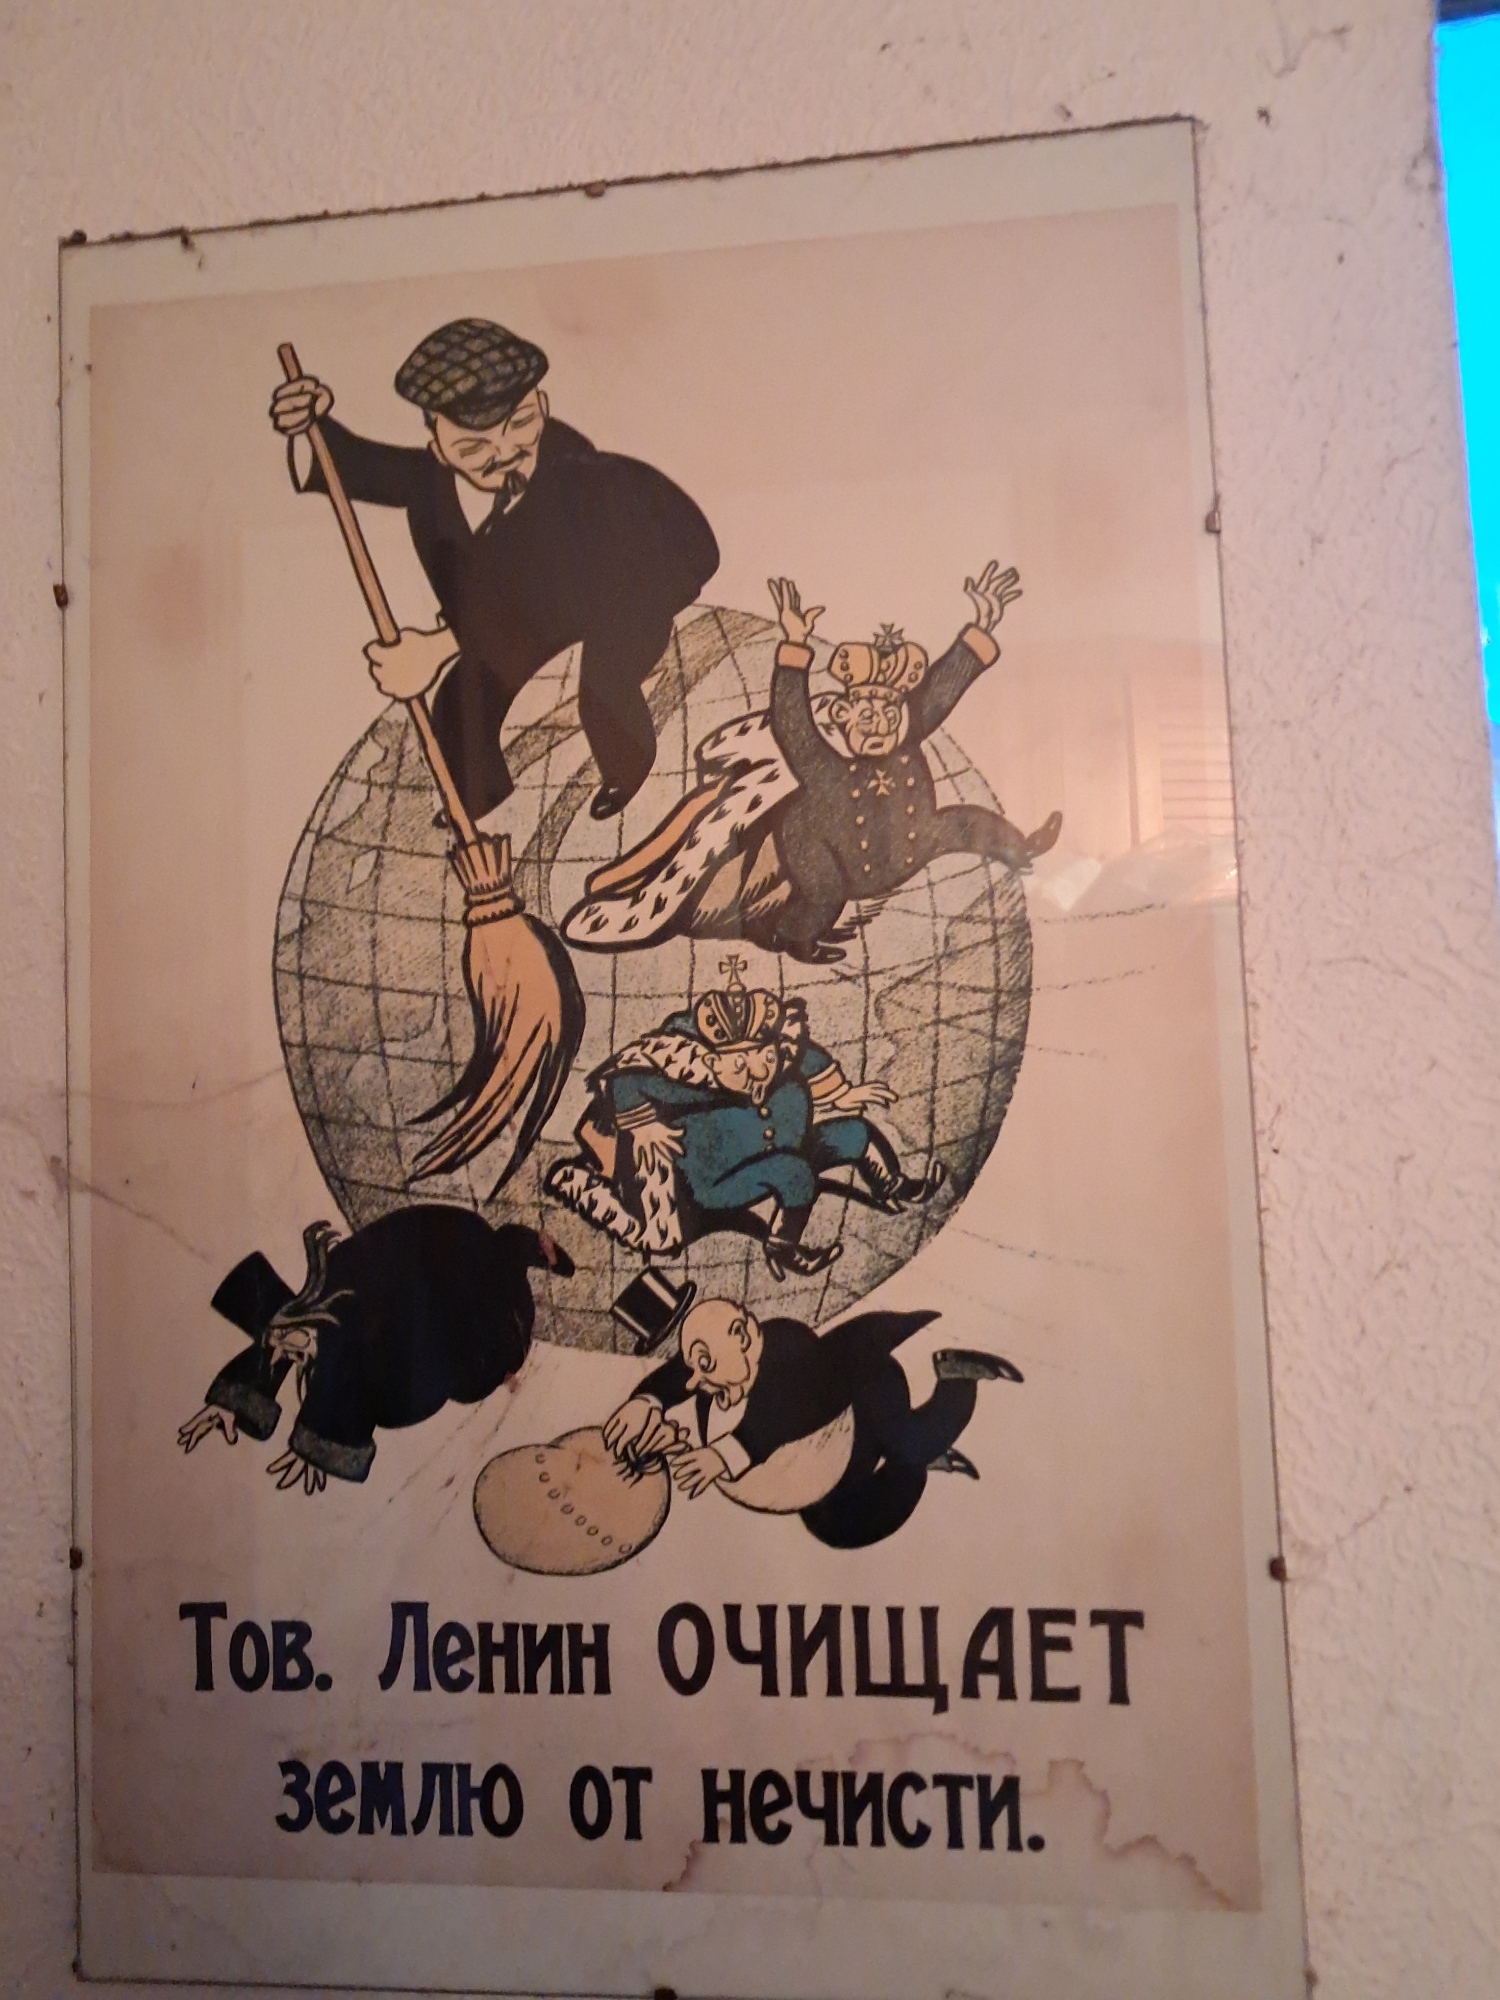 Тов. Ленин ОЧИЩАЕТ
землю от нечисти.